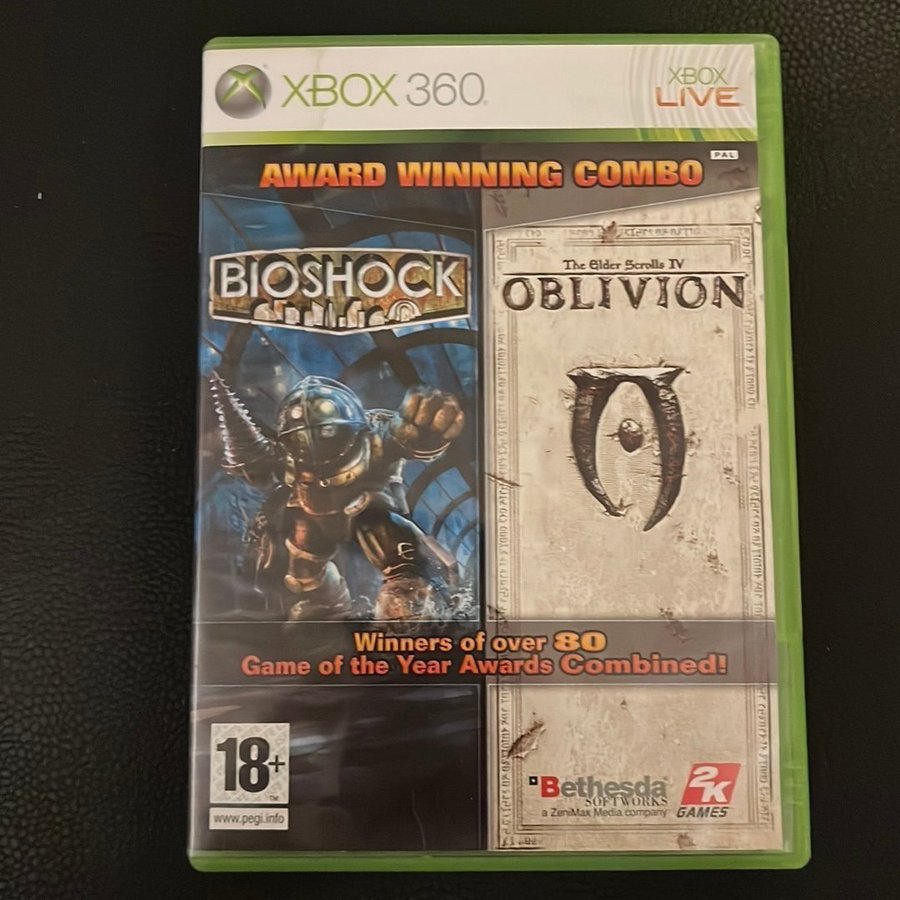 XBOX 360
XBOX
LIVE
PAL
AWARD WINNING COMBO
BIOSHOCK
The Elder Scrolls IV
OBLIVION
Winners of over 80
Game of the Year Awards Combined!
18+
www.pegi.info
Bethesda
SOFTWORKS
a ZeniMax Media company
2K
GAMES